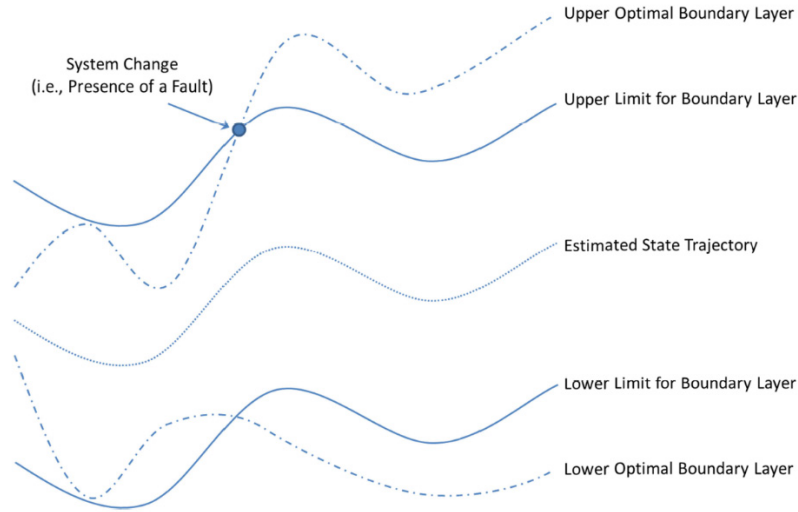 Upper Optimal Boundary Layer
System Change
(i.e., Presence of a Fault)
Upper Limit for Boundary Layer
Estimated State Trajectory
Lower Limit for Boundary Layer
Lower Optimal Boundary Layer